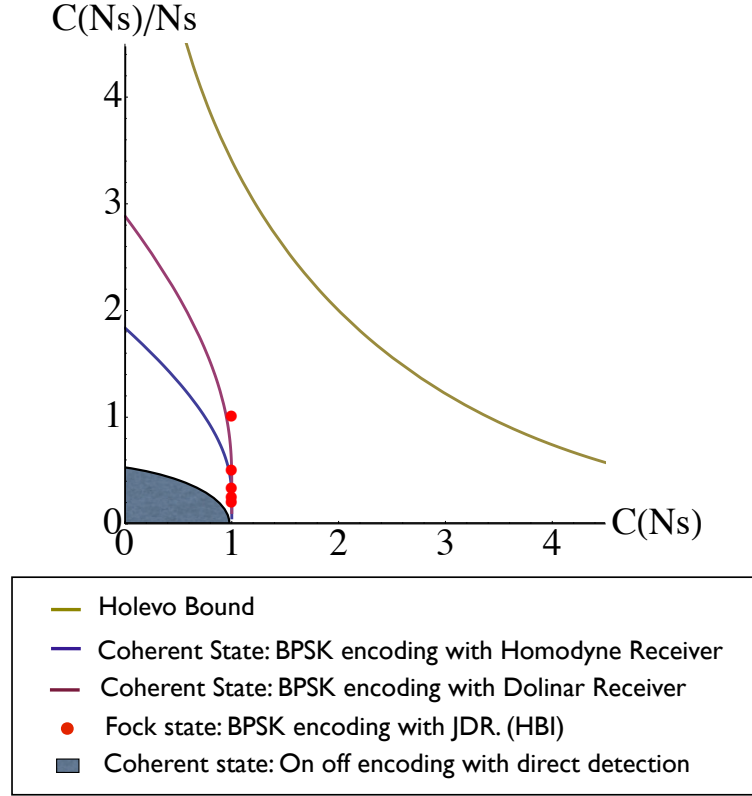 C(Ns)/Ns
4
3
2
1
0
0 1 2 3 4 C(Ns)
Holevo Bound
Coherent State: BPSK encoding with Homodyne Receiver
Coherent State: BPSK encoding with Dolinar Receiver
Fock state: BPSK encoding with JDR. (HBI)
Coherent state: On off encoding with direct detection